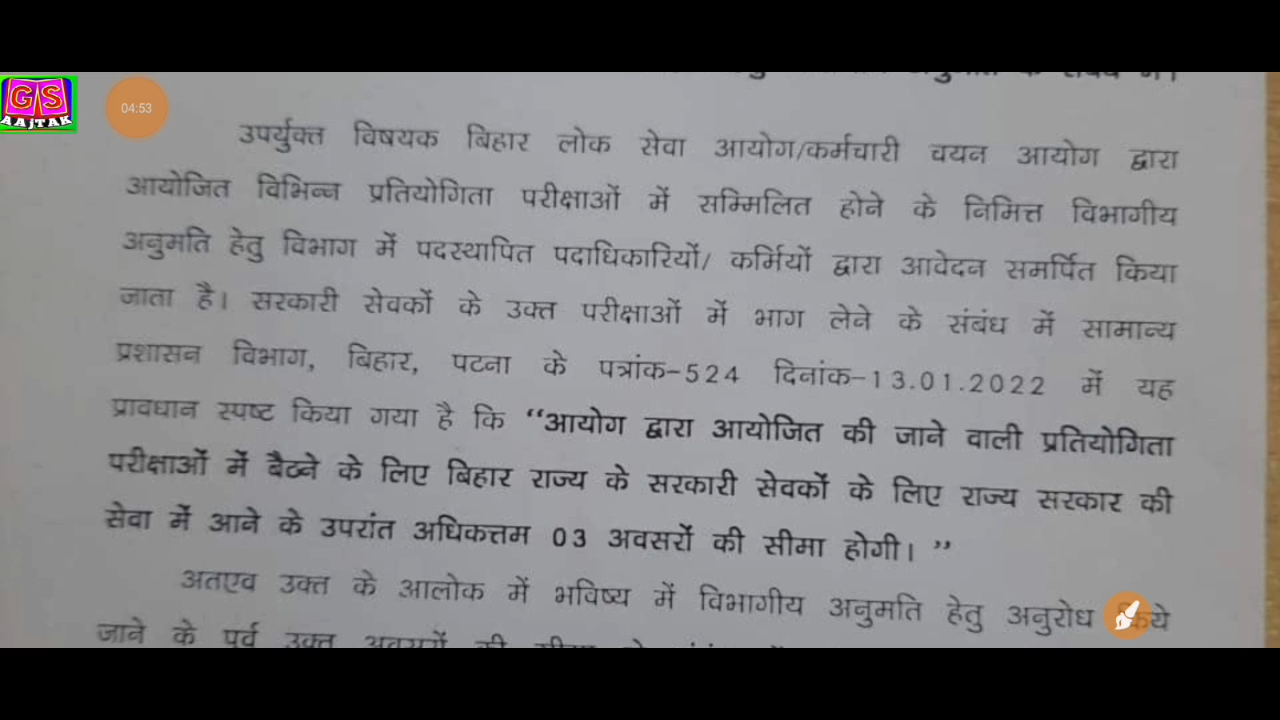 GS
AAJTAK
04:53
उपर्युक्त विषयक बिहार लोक सेवा आयोग/कर्मचारी चयन आयोग द्वारा
आयोजित विभिन्न प्रतियोगिता परीक्षाओं में सम्मिलित होने के निमित्त विभागीय
अनुमति हेतु विभाग में पदस्थापित पदाधिकारियों/ कर्मियों द्वारा आवेदन समर्पित किया
जाता है। सरकारी सेवकों के उक्त परीक्षाओं में भाग लेने के संबंध में सामान्य
प्रशासन विभाग, बिहार, पटना के पत्रांक-524 दिनांक-13.01.2022 में यह
प्रावधान स्पष्ट किया गया है कि “आयोग द्वारा आयोजित की जाने वाली प्रतियोगिता
परीक्षाओं में बैठने के लिए बिहार राज्य के सरकारी सेवकों के लिए राज्य सरकार की
सेवा में आने के उपरांत अधिकत्तम 03 अवसरों की सीमा होगी। ”
अतएव उक्त के आलोक में भविष्य में विभागीय अनुमति हेतु अनुरोध किये
जाने के पूर्व उक्त अवसरों की